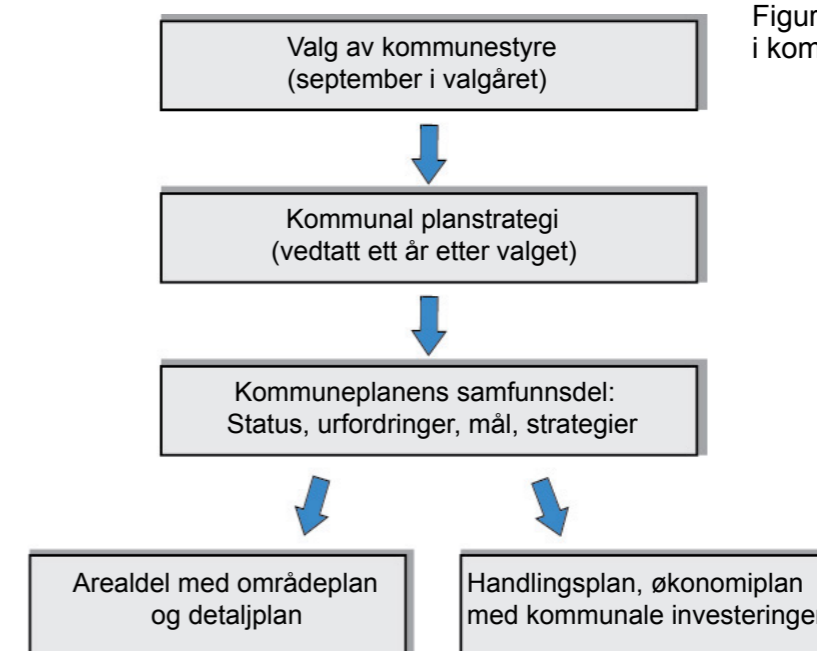 Figur
i kom
Valg av kommunestyre
(september i valgåret)
Kommunal planstrategi
(vedtatt ett år etter valget)
Kommuneplanens samfunnsdel:
Status, urfordringer, mål, strategier
Arealdel med områdeplan
og detaljplan
Handlingsplan, økonomiplan
med kommunale investeringer